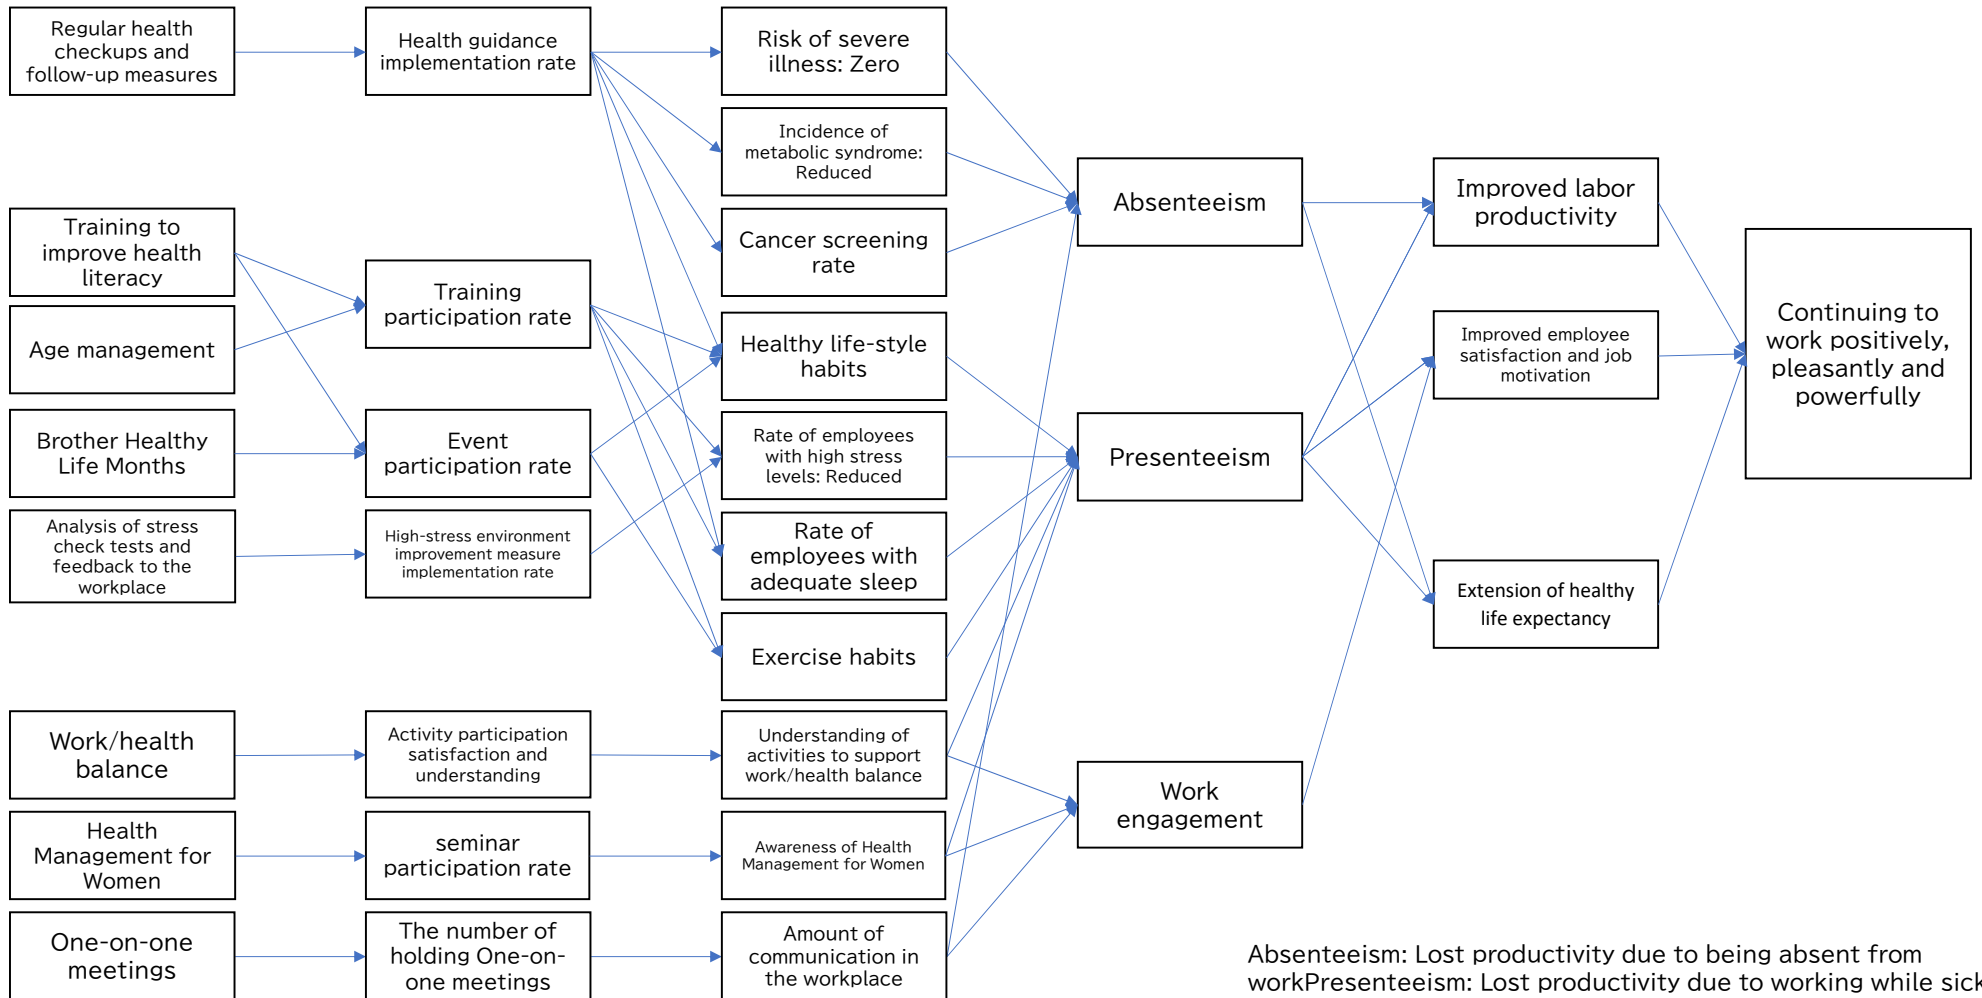 Regular health
checkups and
follow-up measures
Training to
improve health
literacy
Age management
Brother Healthy
Life Months
Analysis of stress
check tests and
feedback to the
workplace
Work/health
balance
Health
Management for
Women
One-on-one
meetings
Health guidance
implementation rate
Training
participation rate
Event
participation rate
High-stress environment
improvement measure
implementation rate
Activity participation
satisfaction and
understanding
seminar
participation rate
The number of
holding One-on-
one meetings
Risk of severe
illness: Zero
Incidence of
metabolic syndrome:
Reduced
Cancer screening
rate
Healthy life-style
habits
Rate of employees
with high stress
levels: Reduced
Rate of
employees with
adequate sleep
Exercise habits
Understanding of
activities to support
work/health balance
Awareness of Health
Management for Women
Amount of
communication in
the workplace
Absenteeism
Presenteeism
Work
engagement
Improved labor
productivity
Improved employee
satisfaction and job
motivation
Extension of healthy
life expectancy
Continuing to
work positively,
pleasantly and
powerfully
Absenteeism: Lost productivity due to being absent from
workPresenteeism: Lost productivity due to working while sick